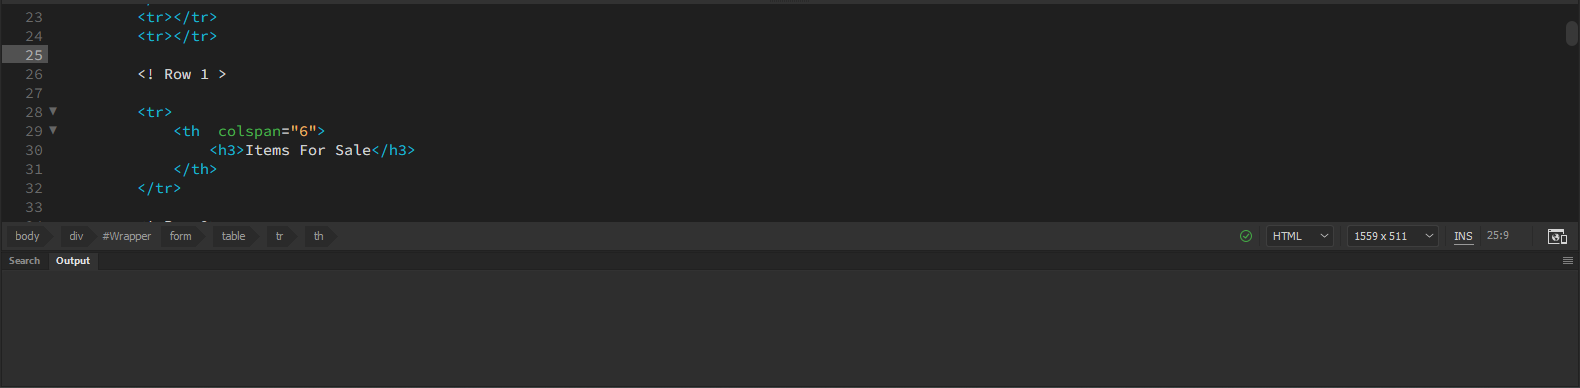 23 <tr></tr>
24 <tr></tr>
25
26 <! Row 1 >
27
28 <tr>
29 <th  colspan="6">
30 <h3>Items For Sale</h3>
31 </th>
32 </tr>
33
body div #Wrapper form table tr th HTML 1559 x 511 INS 25:9
Search Output